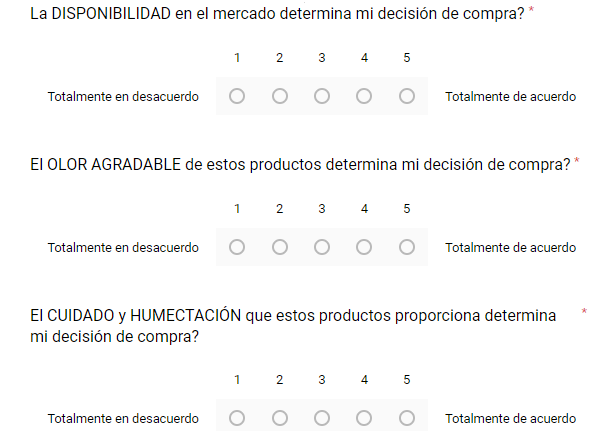 La DISPONIBILIDAD en el mercado determina mi decisión de compra? *
1 2 3 4 5
Totalmente en desacuerdo Totalmente de acuerdo
El OLOR AGRADABLE de estos productos determina mi decisión de compra? *
1 2 3 4 5
Totalmente en desacuerdo Totalmente de acuerdo
El CUIDADO y HUMECTACIÓN que estos productos proporciona determina *
mi decisión de compra?
1 2 3 4 5
Totalmente en desacuerdo Totalmente de acuerdo